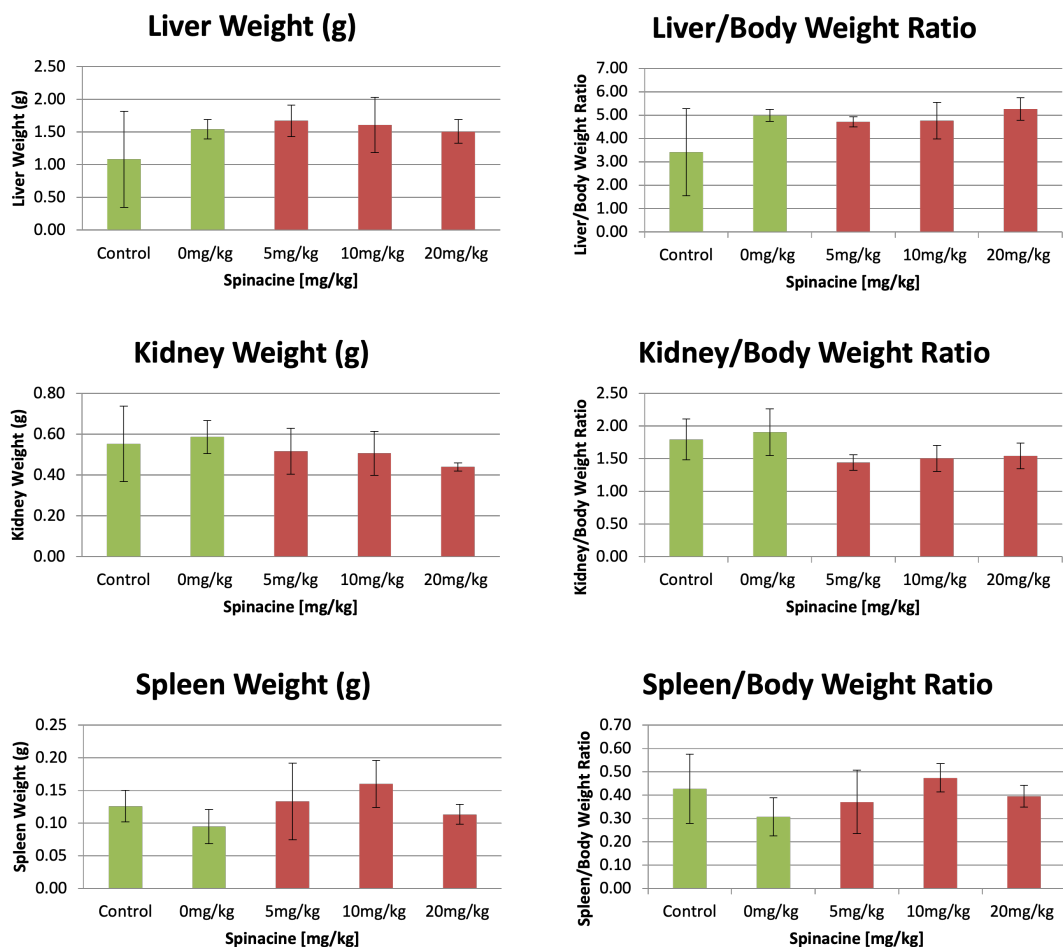 Liver Weight (g)
Liver Weight (g)
2.50
2.00
1.50
1.00
0.50
0.00
Control 0mg/kg 5mg/kg 10mg/kg 20mg/kg
Spinacine [mg/kg]
Liver/Body Weight Ratio
Liver/Body Weight Ratio
7.00
6.00
5.00
4.00
3.00
2.00
1.00
0.00
Control 0mg/kg 5mg/kg 10mg/kg 20mg/kg
Spinacine [mg/kg]
Kidney Weight (g)
Kidney Weight (g)
0.80
0.60
0.40
0.20
0.00
Control 0mg/kg 5mg/kg 10mg/kg 20mg/kg
Spinacine [mg/kg]
Kidney/Body Weight Ratio
Kidney/Body Weight Ratio
2.50
2.00
1.50
1.00
0.50
0.00
Control 0mg/kg 5mg/kg 10mg/kg 20mg/kg
Spinacine [mg/kg]
Spleen Weight (g)
Spleen Weight (g)
0.25
0.20
0.15
0.10
0.05
0.00
Control 0mg/kg 5mg/kg 10mg/kg 20mg/kg
Spinacine [mg/kg]
Spleen/Body Weight Ratio
Spleen/Body Weight Ratio
0.70
0.60
0.50
0.40
0.30
0.20
0.10
0.00
Control 0mg/kg 5mg/kg 10mg/kg 20mg/kg
Spinacine [mg/kg]